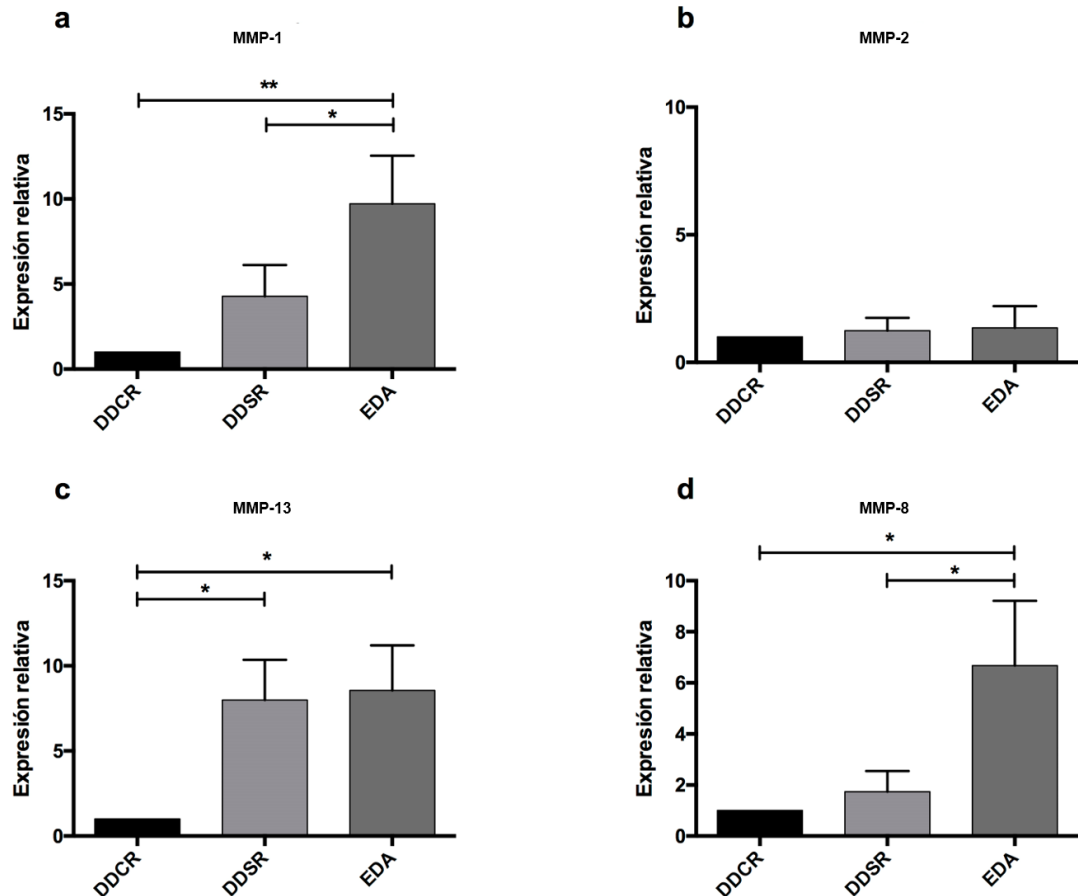 a
MMP-1
**
*
Expresión relativa
15
10
5
0
DDCR
DDSR
EDA
b
MMP-2
Expresión relativa
10
5
0
DDCR
DDSR
EDA
c
MMP-13
*
*
Expresión relativa
15
10
5
0
DDCR
DDSR
EDA
d
MMP-8
*
*
Expresión relativa
10
8
6
4
2
0
DDCR
DDSR
EDA